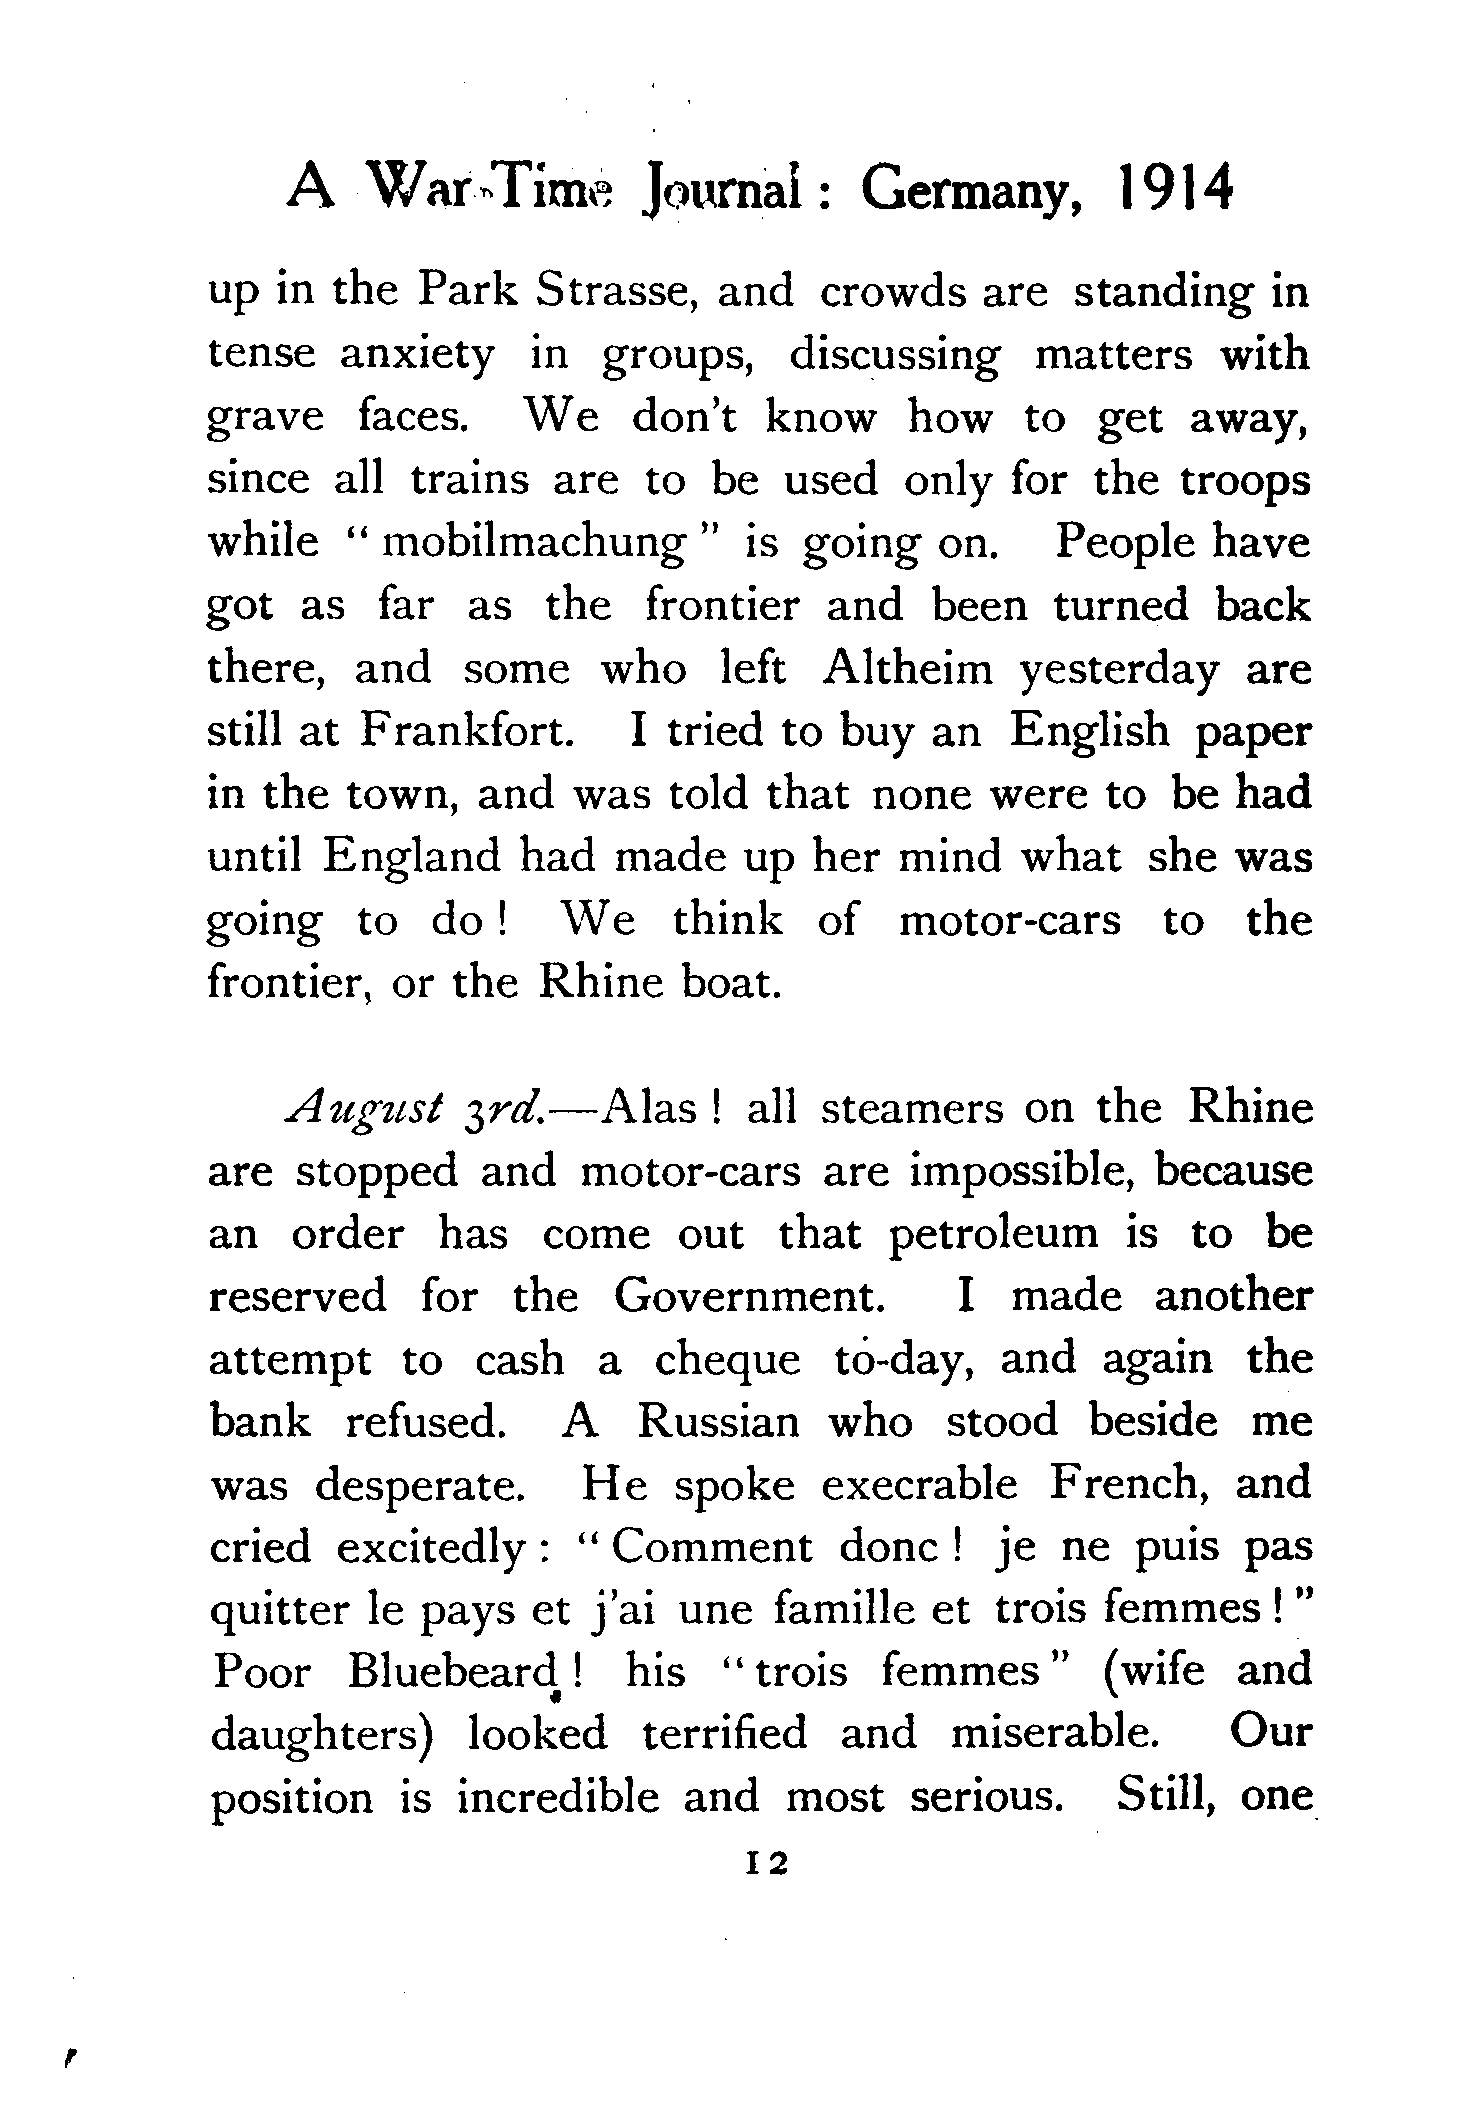 A War-Time Journal: Germany, 1914
up in the Park Strasse, and crowds are standing in
tense anxiety in groups, discussing matters with
grave faces. We don't know how to get away,
since all trains are to be used only for the troops
while "mobilmachung" is going on. People have
got as far as the frontier and been turned back
there, and some who left Altheim yesterday are
still at Frankfort. I tried to buy an English paper
in the town, and was told that none were to be had
until England had made up her mind what she was
going to do! We think of motor-cars to the
frontier, or the Rhine boat.
August 3rd.—Alas! all steamers on the Rhine
are stopped and motor-cars are impossible, because
an order has come out that petroleum is to be
reserved for the Government. I made another
attempt to cash a cheque to-day, and again the
bank refused. A Russian who stood beside me
was desperate. He spoke execrable French, and
cried excitedly: "Comment donc! je ne puis pas
quitter le pays et j'ai une famille et trois femmes!"
Poor Bluebeard! his "trois femmes" (wife and
daughters) looked terrified and miserable. Our
position is incredible and most serious. Still, one
12